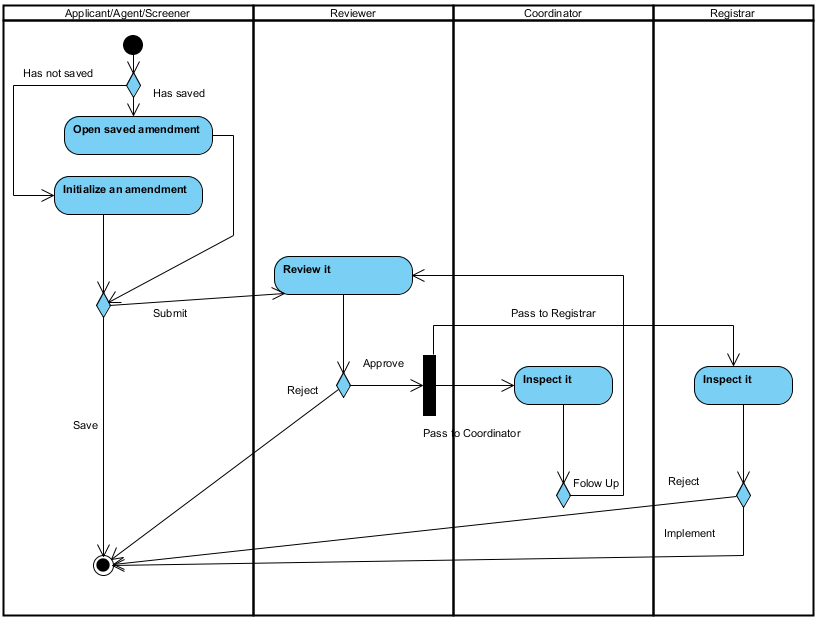 Applicant/Agent/Screener
Reviewer
Coordinator
Registrar
Has not saved
Has saved
Open saved amendment
Initialize an amendment
Review it
Submit
Pass to Registrar
Approve
Reject
Inspect it
Inspect it
Save
Pass to Coordinator
Folow Up
Reject
Implement